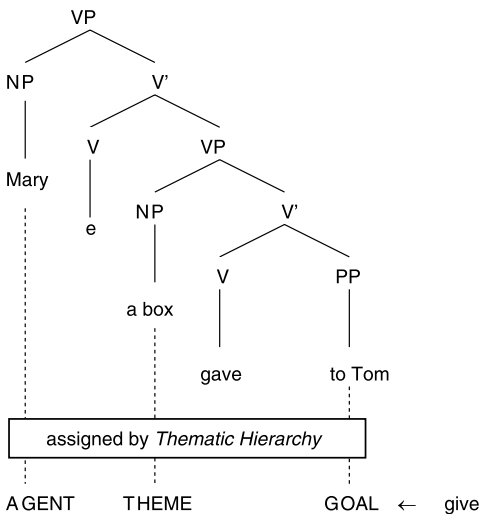 VP
NP V'
V VP
Mary
NP V'
e
V PP
a box
gave to Tom
assigned by Thematic Hierarchy
AGENT THEME GOAL ← give